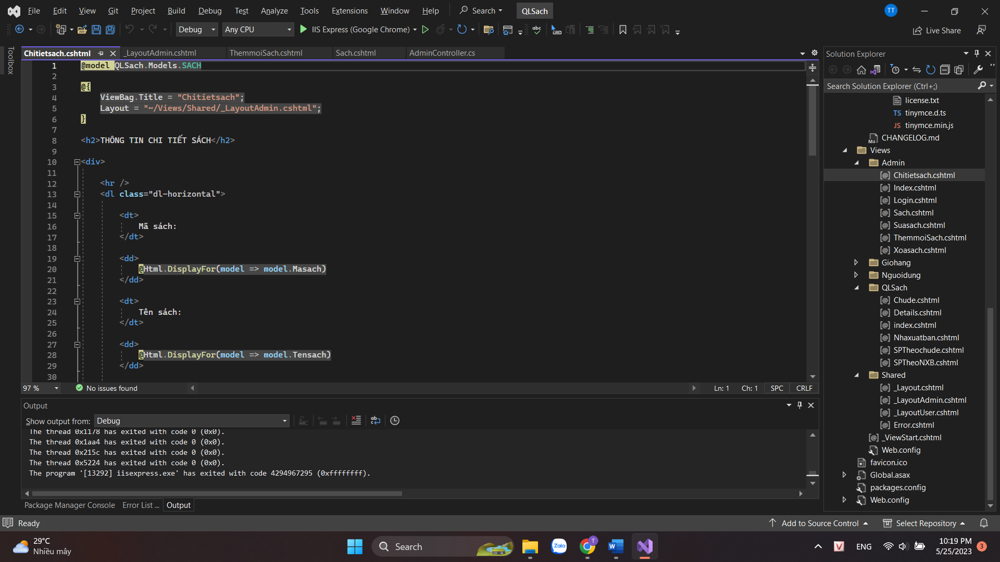 File Edit View Git Project Build Debug Test Analyze Tools Extensions Window Help Search QLSach TT
Debug Any CPU IIS Express (Google Chrome) Live Share
Toolbox
Chitietsach.cshtml _LayoutAdmin.cshtml ThemmoiSach.cshtml Sach.cshtml AdminController.cs
1 @model QLSach.Models.SACH
2
3 @{
4 ViewBag.Title = "Chitietsach";
5 Layout = "~/Views/Shared/_LayoutAdmin.cshtml";
6 }
7
8 <h2>THÔNG TIN CHI TIẾT SÁCH</h2>
9
10 <div>
11
12 <hr />
13 <dl class="dl-horizontal">
14
15 <dt>
16 Mã sách:
17 </dt>
18
19 <dd>
20 @Html.DisplayFor(model => model.Masach)
21 </dd>
22
23 <dt>
24 Tên sách:
25 </dt>
26
27 <dd>
28 @Html.DisplayFor(model => model.Tensach)
29 </dd>
30
97 % No issues found Ln: 1 Ch: 1 SPC CRLF
Output
Show output from: Debug
The thread 0x1178 has exited with code 0 (0x0).
The thread 0x1aa4 has exited with code 0 (0x0).
The thread 0x215c has exited with code 0 (0x0).
The thread 0x5224 has exited with code 0 (0x0).
The program '[13292] iisexpress.exe' has exited with code 4294967295 (0xffffffff).
Package Manager Console Error List ... Output
Solution Explorer
Search Solution Explorer (Ctrl+;)
license.txt
TS tinymce.d.ts
JS tinymce.min.js
CHANGELOG.md
Views
Admin
[@] Chitietsach.cshtml
[@] Index.cshtml
[@] Login.cshtml
[@] Sach.cshtml
[@] Suasach.cshtml
[@] ThemmoiSach.cshtml
[@] Xoasach.cshtml
Giohang
Nguoidung
QLSach
[@] Chude.cshtml
[@] Details.cshtml
[@] index.cshtml
[@] Nhaxuatban.cshtml
[@] SPTheochude.cshtml
[@] SPTheoNXB.cshtml
Shared
[@] _Layout.cshtml
[@] _LayoutAdmin.cshtml
[@] _LayoutUser.cshtml
[@] Error.cshtml
[@] _ViewStart.cshtml
Web.config
favicon.ico
Global.asax
packages.config
Web.config
Ready Add to Source Control Select Repository
29°C
Nhiều mây
Search
Zalo
T
W
V
ENG
10:19 PM
5/25/2023
3